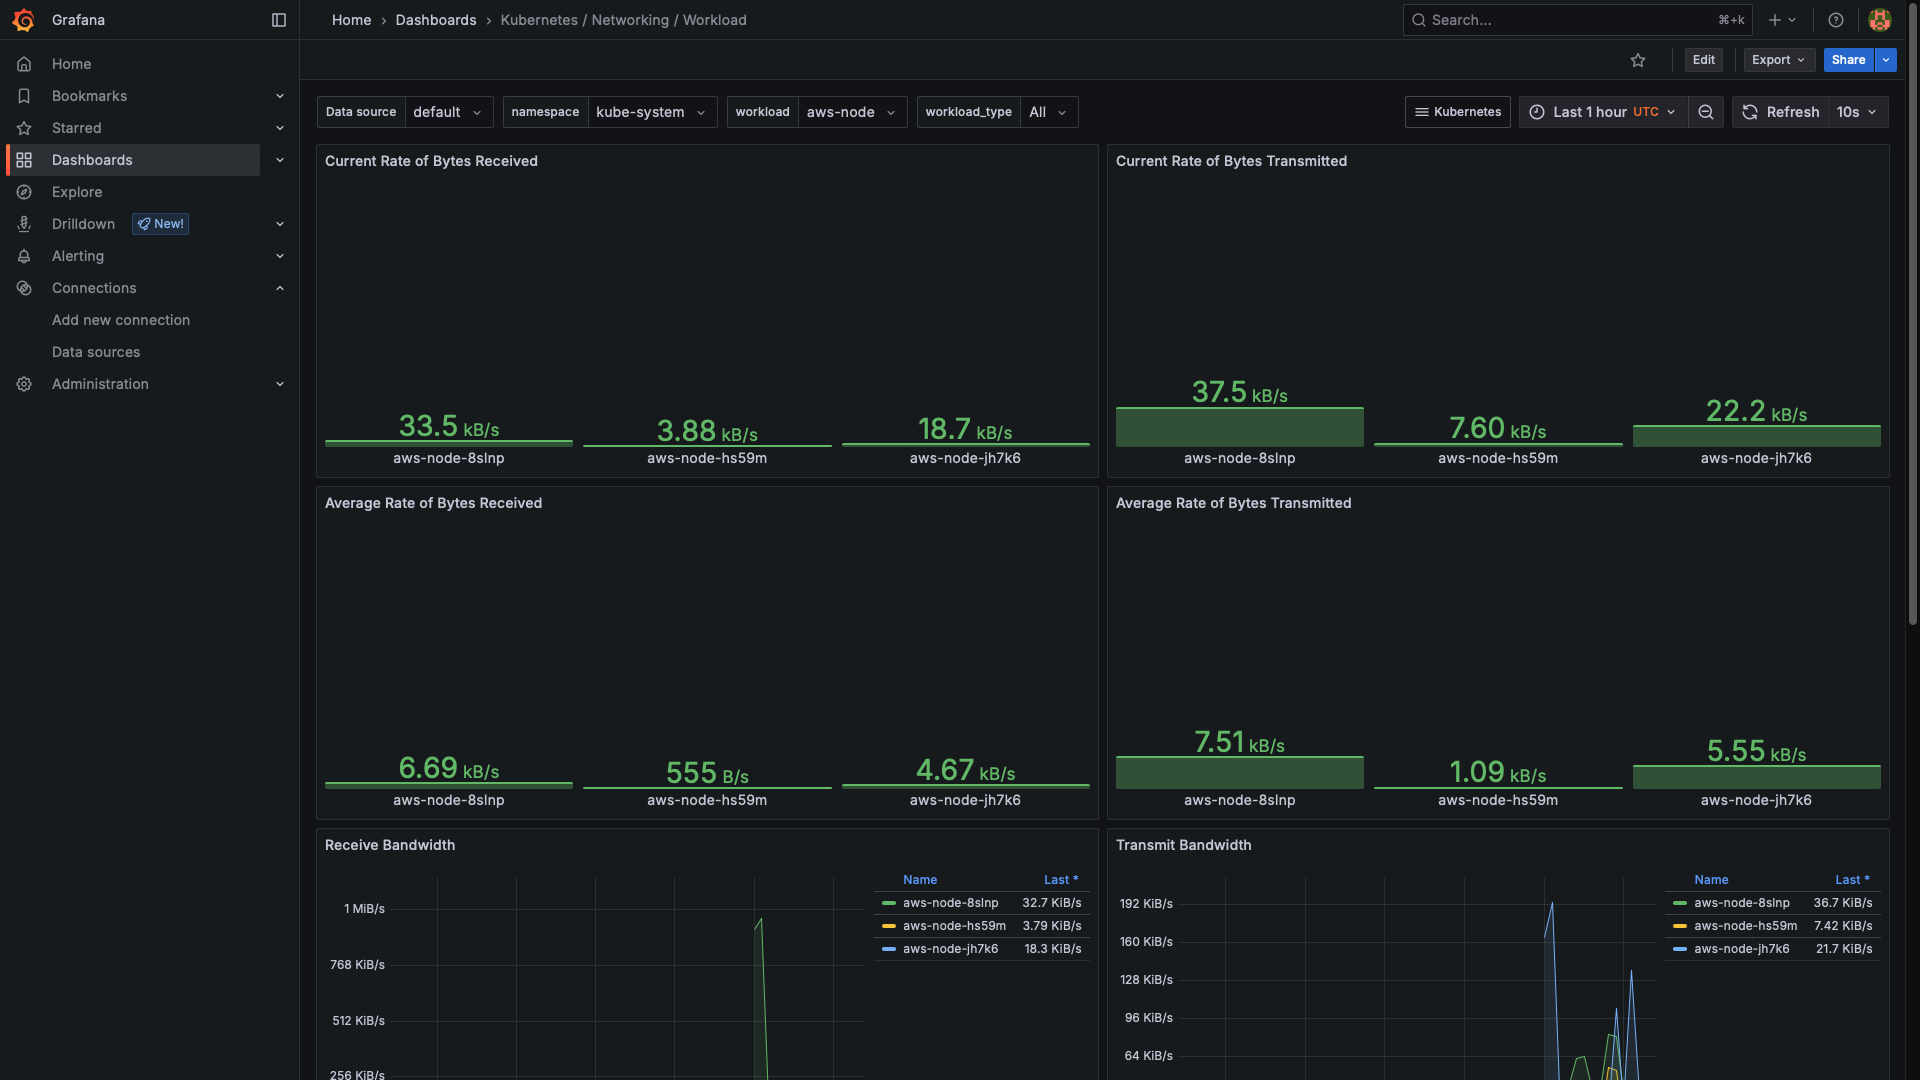 Grafana
Home › Dashboards › Kubernetes / Networking / Workload
Search... ⌘+k
Home
Bookmarks
Starred
Dashboards
Explore
Drilldown New!
Alerting
Connections
Add new connection
Data sources
Administration
Edit Export Share
Data source default namespace kube-system workload aws-node workload_type All
Kubernetes Last 1 hour UTC Refresh 10s
Current Rate of Bytes Received
33.5 kB/s 3.88 kB/s 18.7 kB/s
aws-node-8slnp aws-node-hs59m aws-node-jh7k6
Current Rate of Bytes Transmitted
37.5 kB/s 7.60 kB/s 22.2 kB/s
aws-node-8slnp aws-node-hs59m aws-node-jh7k6
Average Rate of Bytes Received
6.69 kB/s 555 B/s 4.67 kB/s
aws-node-8slnp aws-node-hs59m aws-node-jh7k6
Average Rate of Bytes Transmitted
7.51 kB/s 1.09 kB/s 5.55 kB/s
aws-node-8slnp aws-node-hs59m aws-node-jh7k6
Receive Bandwidth
1 MiB/s
768 KiB/s
512 KiB/s
256 KiB/s
Name Last *
aws-node-8slnp 32.7 KiB/s
aws-node-hs59m 3.79 KiB/s
aws-node-jh7k6 18.3 KiB/s
Transmit Bandwidth
192 KiB/s
160 KiB/s
128 KiB/s
96 KiB/s
64 KiB/s
Name Last *
aws-node-8slnp 36.7 KiB/s
aws-node-hs59m 7.42 KiB/s
aws-node-jh7k6 21.7 KiB/s